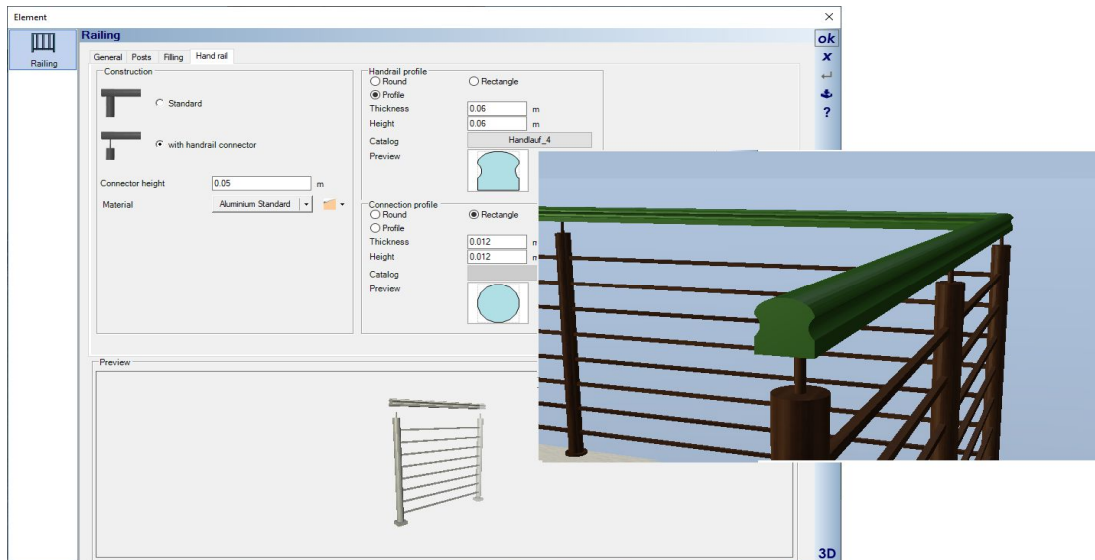 Element
Railing
Railing
ok
x
?
General Posts Filling Hand rail
Construction
Standard
with handrail connector
Connector height 0.05 m
Material Aluminium Standard
Handrail profile
Round Rectangle
Profile
Thickness 0.06 m
Height 0.06 m
Catalog Handlauf_4
Preview
Connection profile
Round Rectangle
Profile
Thickness 0.012
Height 0.012
Catalog
Preview
Preview
3D